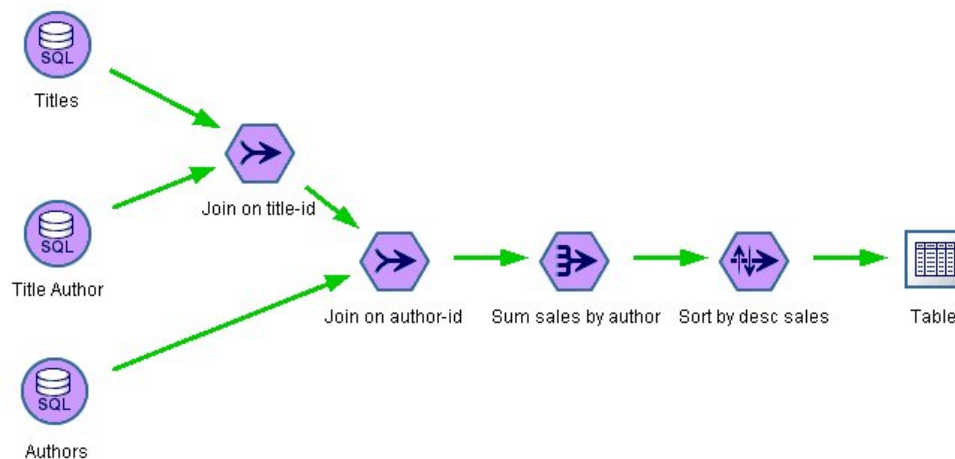 SQL
Titles
Join on title-id
SQL
Title Author
Join on author-id
Sum sales by author
Sort by desc sales
Table
SQL
Authors